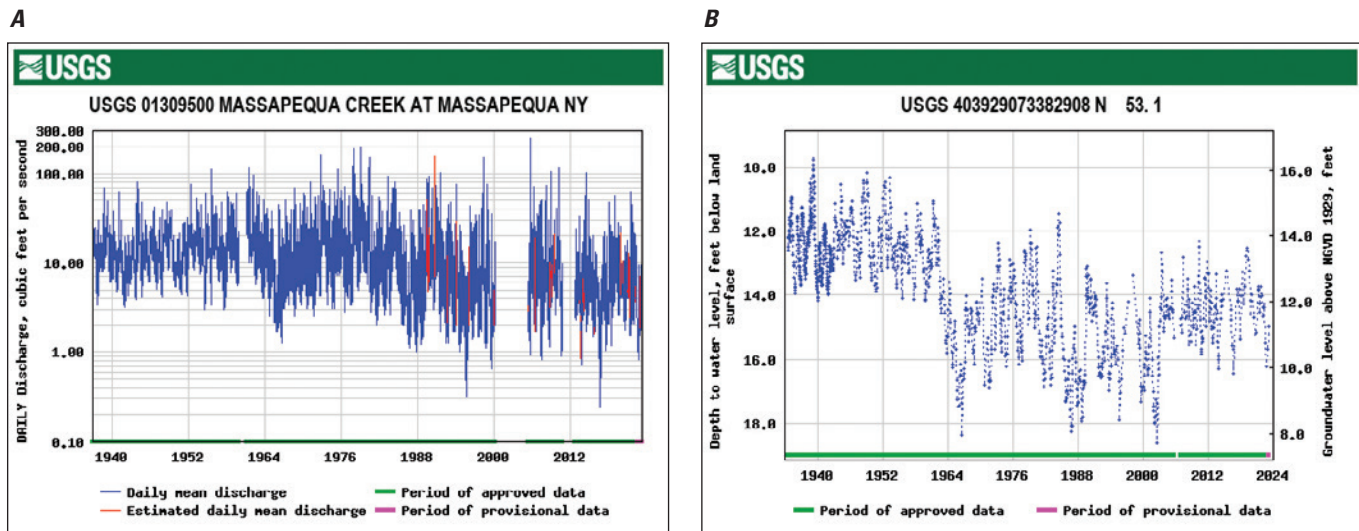 A
USGS
USGS 01309500 MASSAPEQUA CREEK AT MASSAPEQUA NY
DAILY Discharge, cubic feet per second
300.00
200.00
100.00
10.00
1.00
0.10
1940 1952 1964 1976 1988 2000 2012
Daily mean discharge
Estimated daily mean discharge
Period of approved data
Period of provisional data
B
USGS
USGS 403929073382908 N 53. 1
Depth to water level, feet below land
surface
10.0
12.0
14.0
16.0
18.0
16.0
14.0
12.0
10.0
8.0
Groundwater level above NGVD 1929, feet
1940 1952 1964 1976 1988 2000 2012 2024
Period of approved data
Period of provisional data